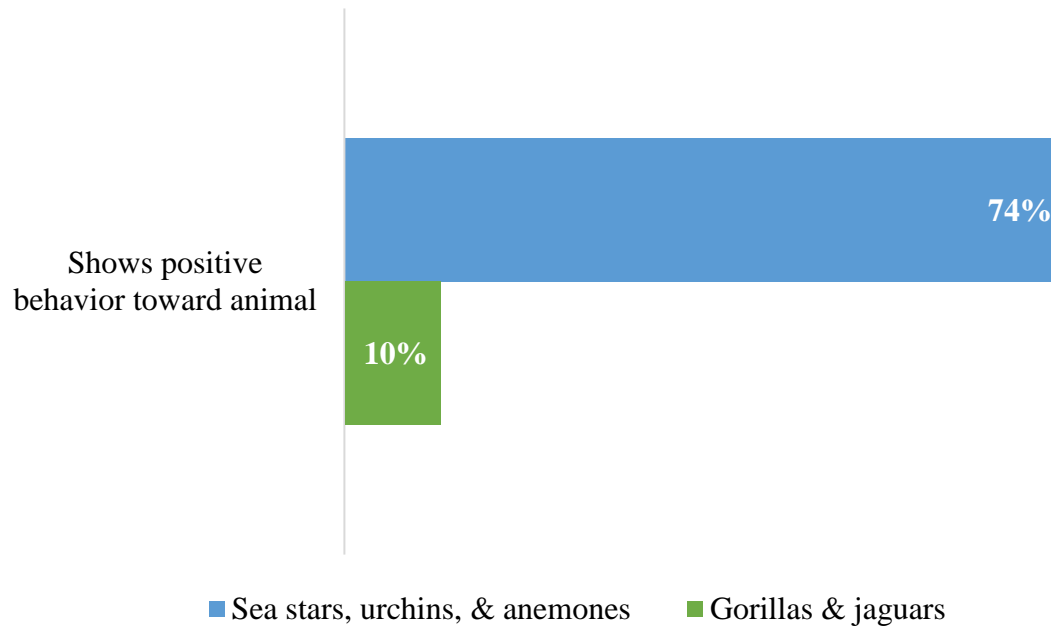 74%
Shows positive
behavior toward animal
10%
Sea stars, urchins, & anemones
Gorillas & jaguars